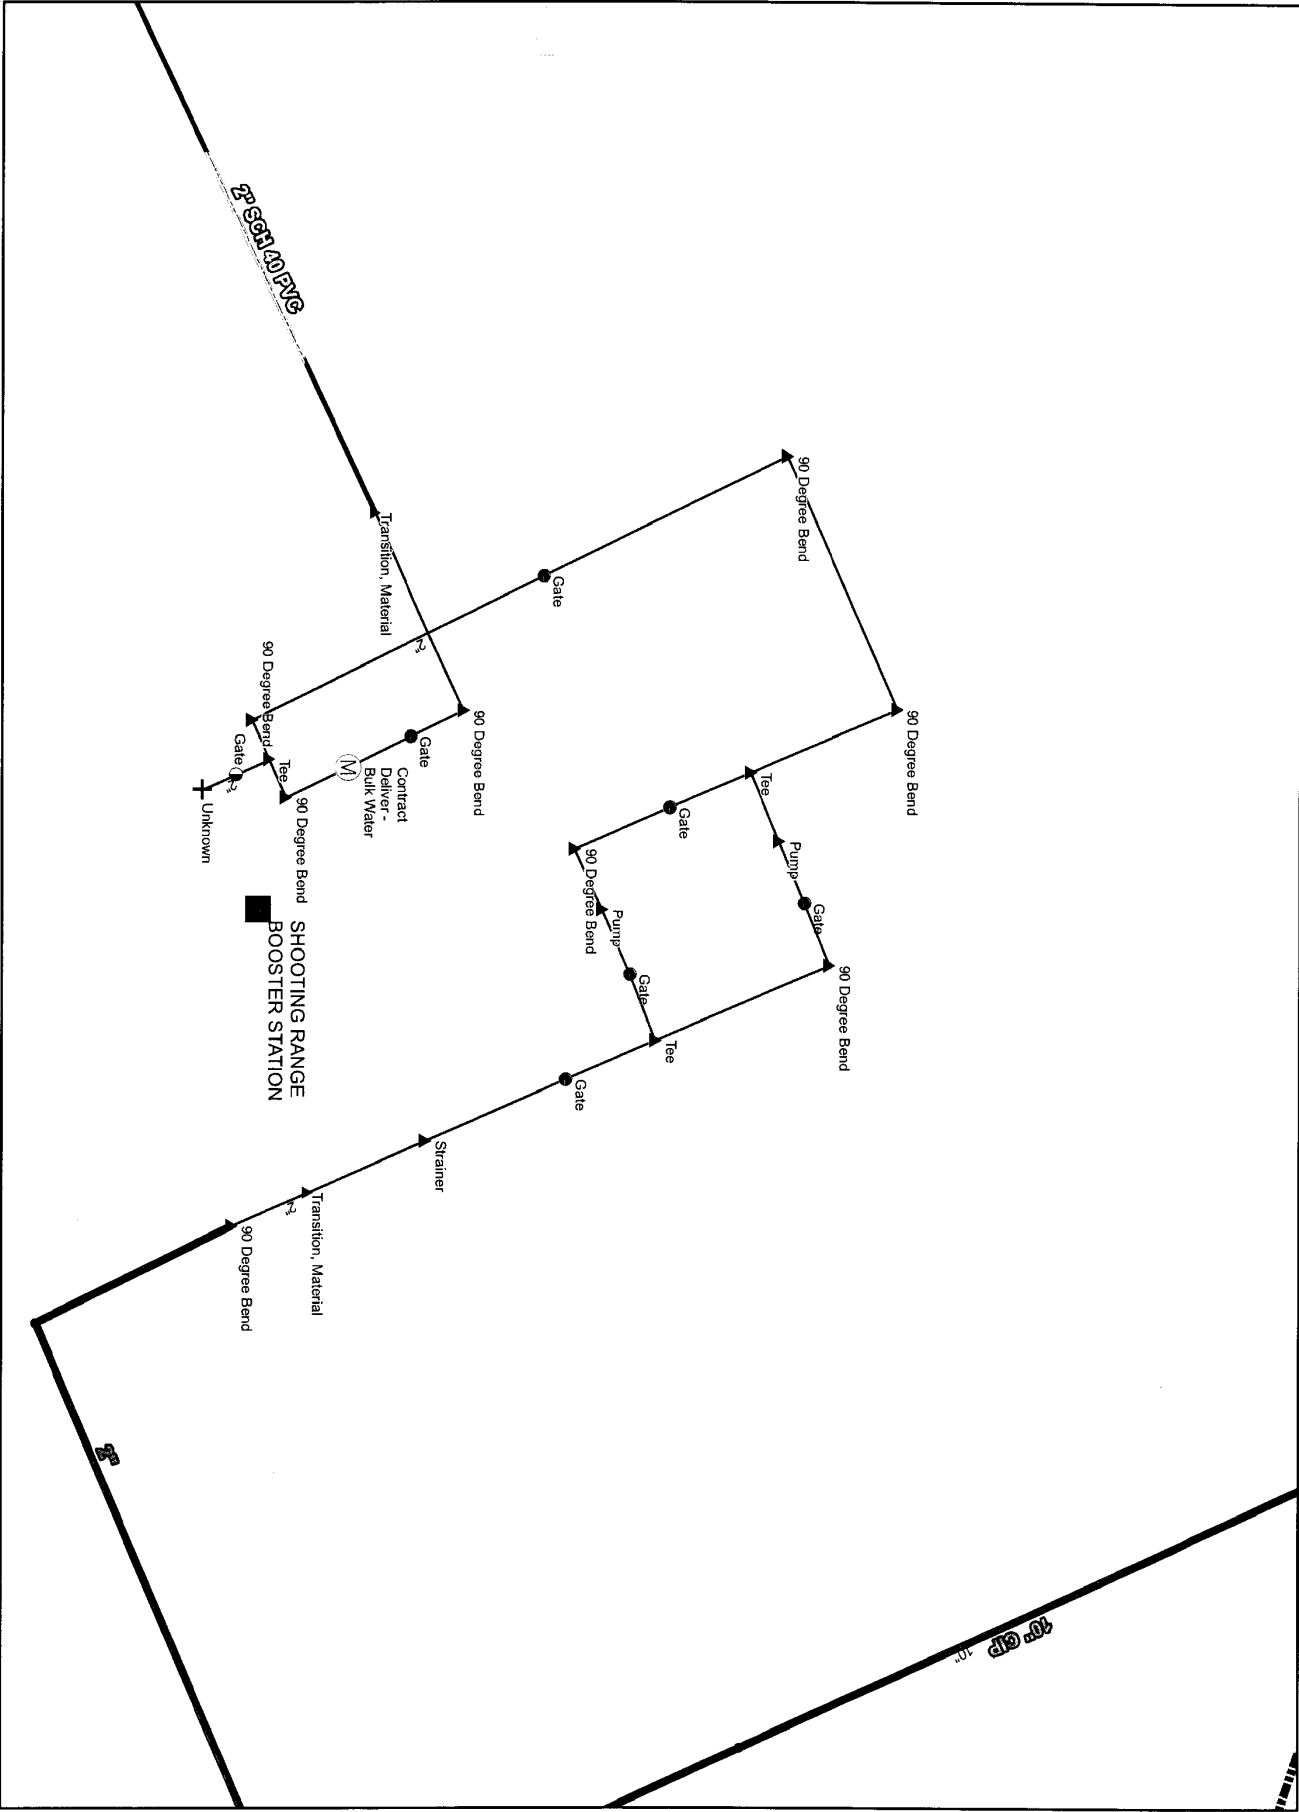 2" SCH 40 PVC
90 Degree Bend
Transition, Material
Gate
2"
90 Degree Bend
Gate
2"
Tee
Unknown
90 Degree Bend
Contract
Deliver -
Bulk Water
M
Gate
90 Degree Bend
90 Degree Bend
Tee
Gate
90 Degree Bend
Pump
Gate
Pump
Gate
90 Degree Bend
Tee
Gate
Strainer
Transition, Material
2"
90 Degree Bend
SHOOTING RANGE
BOOSTER STATION
2"
10" CIP
10"